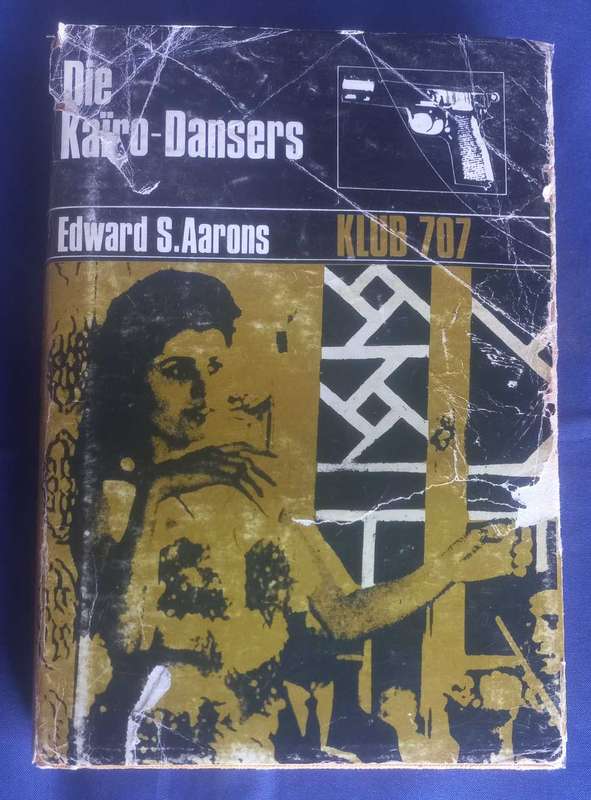 Die
Kaïro-Dansers
Edward S. Aarons
KLUB 707